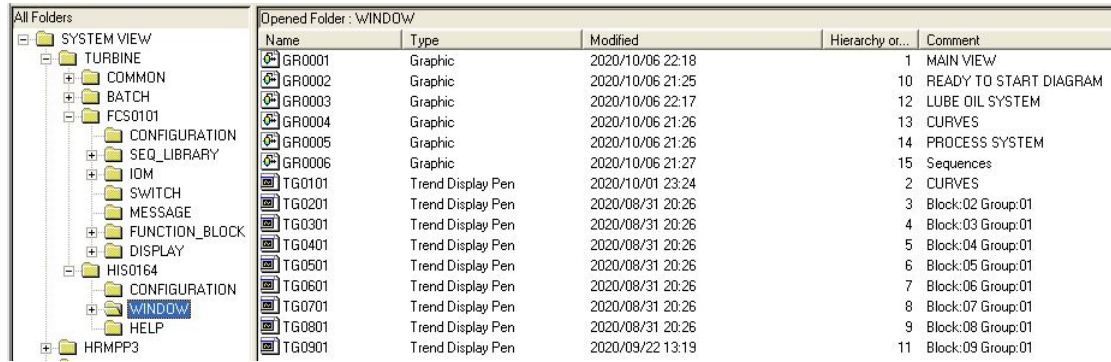 All Folders
SYSTEM VIEW
TURBINE
COMMON
BATCH
FCS0101
CONFIGURATION
SEQ_LIBRARY
IOM
SWITCH
MESSAGE
FUNCTION_BLOCK
DISPLAY
HIS0164
CONFIGURATION
WINDOW
HELP
HRMPP3
Opened Folder : WINDOW
Name Type Modified Hierarchy or... Comment
GR0001 Graphic 2020/10/06 22:18 1 MAIN VIEW
GR0002 Graphic 2020/10/06 21:25 10 READY TO START DIAGRAM
GR0003 Graphic 2020/10/06 22:17 12 LUBE OIL SYSTEM
GR0004 Graphic 2020/10/06 21:26 13 CURVES
GR0005 Graphic 2020/10/06 21:26 14 PROCESS SYSTEM
GR0006 Graphic 2020/10/06 21:27 15 Sequences
TG0101 Trend Display Pen 2020/10/01 23:24 2 CURVES
TG0201 Trend Display Pen 2020/08/31 20:26 3 Block:02 Group:01
TG0301 Trend Display Pen 2020/08/31 20:26 4 Block:03 Group:01
TG0401 Trend Display Pen 2020/08/31 20:26 5 Block:04 Group:01
TG0501 Trend Display Pen 2020/08/31 20:26 6 Block:05 Group:01
TG0601 Trend Display Pen 2020/08/31 20:26 7 Block:06 Group:01
TG0701 Trend Display Pen 2020/08/31 20:26 8 Block:07 Group:01
TG0801 Trend Display Pen 2020/08/31 20:26 9 Block:08 Group:01
TG0901 Trend Display Pen 2020/09/22 13:19 11 Block:09 Group:01